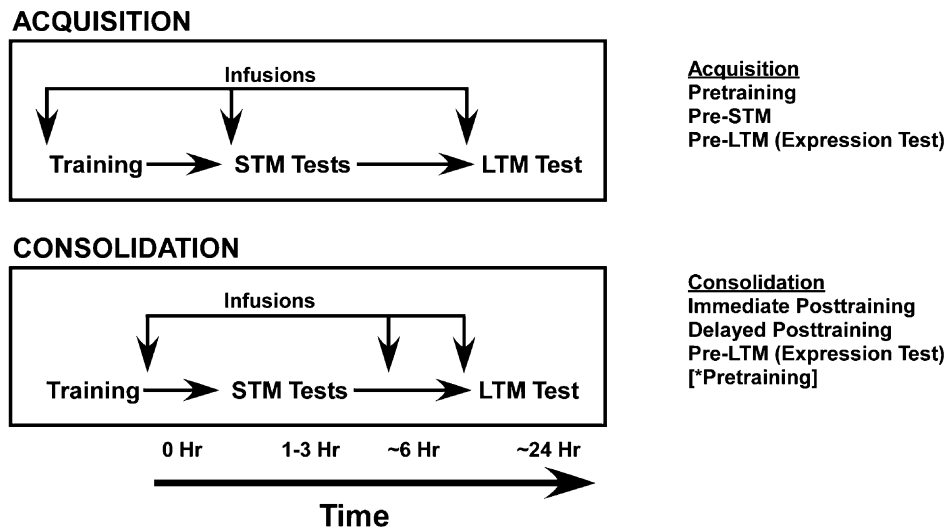 ACQUISITION
Infusions
Training STM Tests LTM Test
Acquisition
Pretraining
Pre-STM
Pre-LTM (Expression Test)
CONSOLIDATION
Infusions
Training STM Tests LTM Test
Consolidation
Immediate Posttraining
Delayed Posttraining
Pre-LTM (Expression Test)
[*Pretraining]
0 Hr 1-3 Hr ~6 Hr ~24 Hr
Time